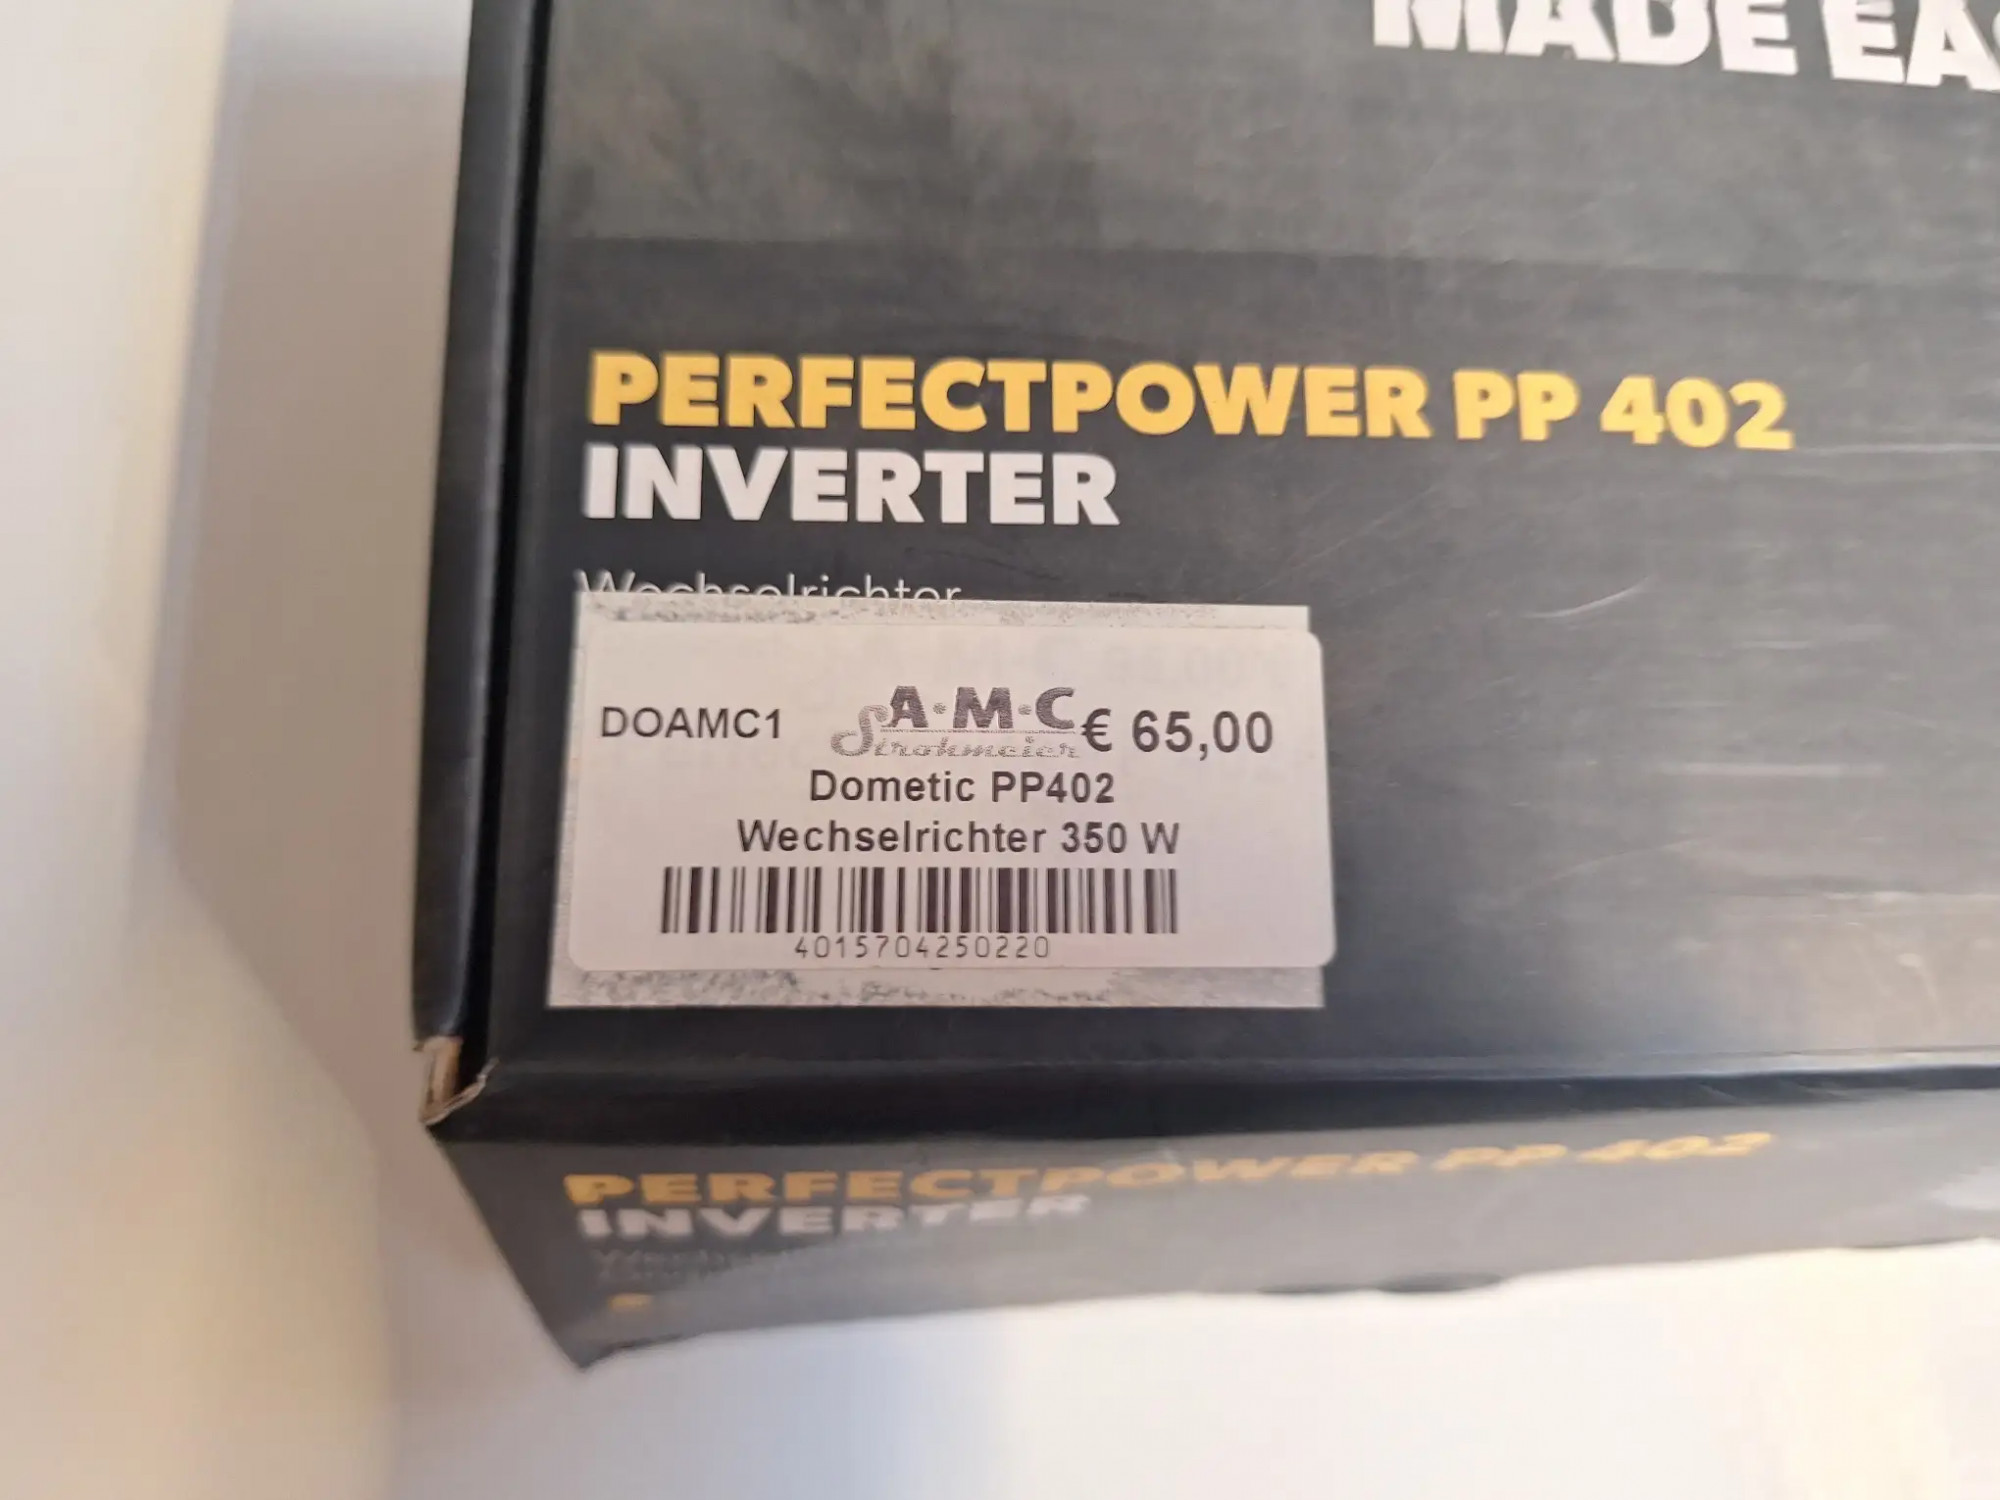 MADE EAS
PERFECTPOWER PP 402
INVERTER
Wechselrichter
DOAMC1 A·M·C Strohmeier € 65,00
Dometic PP402
Wechselrichter 350 W
4015704250220
PERFECTPOWER PP 402
INVERTER